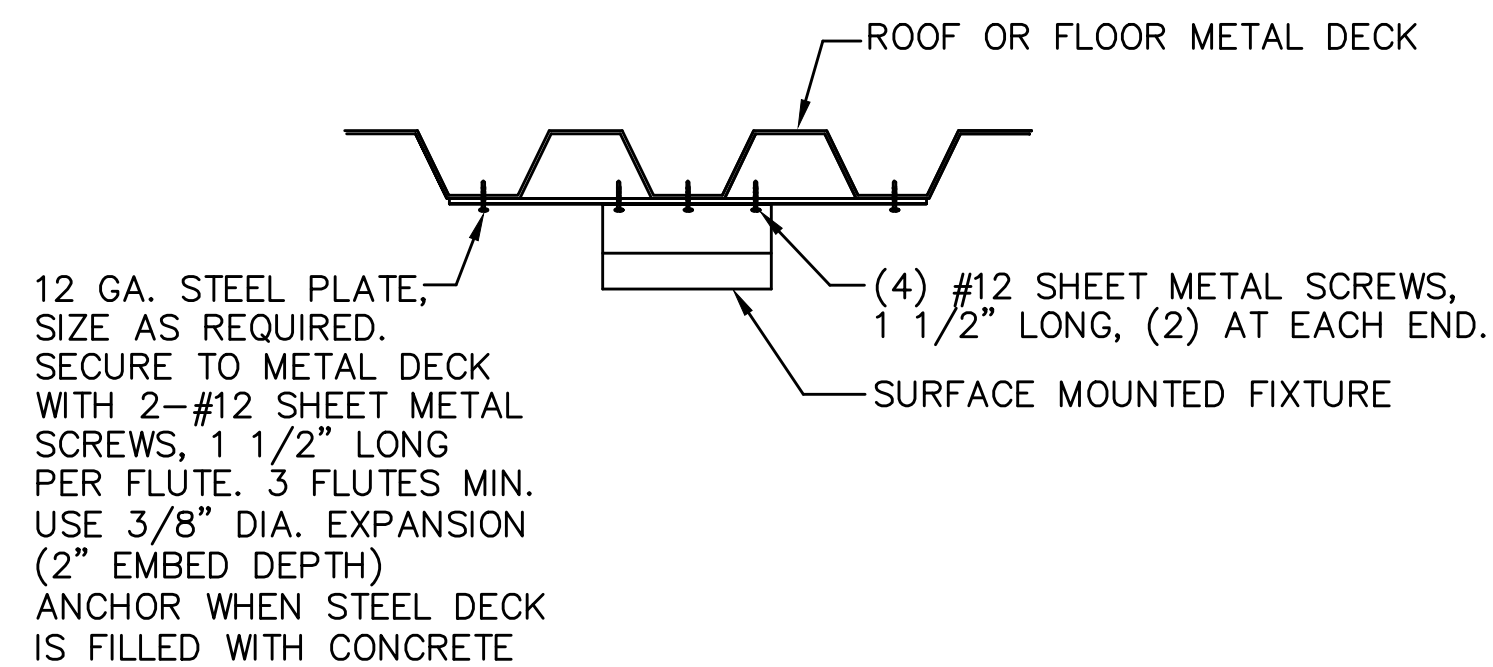 ROOF OR FLOOR METAL DECK
12 GA. STEEL PLATE,
SIZE AS REQUIRED.
SECURE TO METAL DECK
WITH 2-#12 SHEET METAL
SCREWS, 1 1/2" LONG
PER FLUTE. 3 FLUTES MIN.
USE 3/8" DIA. EXPANSION
(2" EMBED DEPTH)
ANCHOR WHEN STEEL DECK
IS FILLED WITH CONCRETE
(4) #12 SHEET METAL SCREWS,
1 1/2" LONG, (2) AT EACH END.
SURFACE MOUNTED FIXTURE